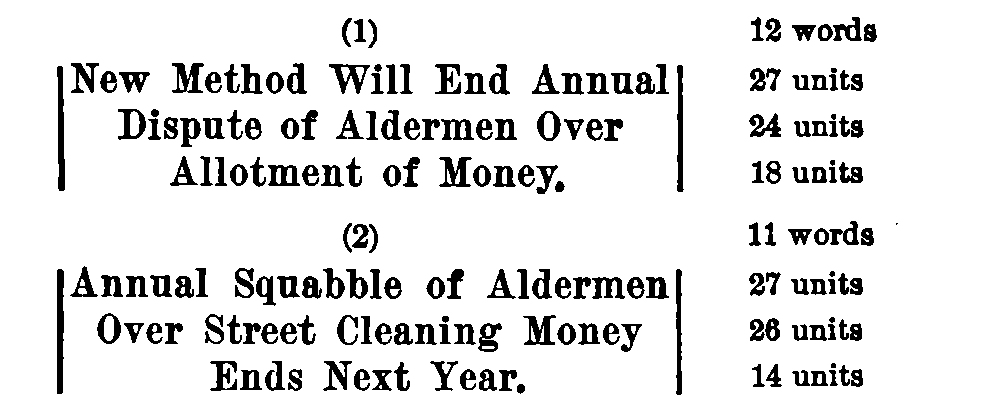 (1) 12 words
New Method Will End Annual 27 units
Dispute of Aldermen Over 24 units
Allotment of Money. 18 units
(2) 11 words
Annual Squabble of Aldermen 27 units
Over Street Cleaning Money 26 units
Ends Next Year. 14 units